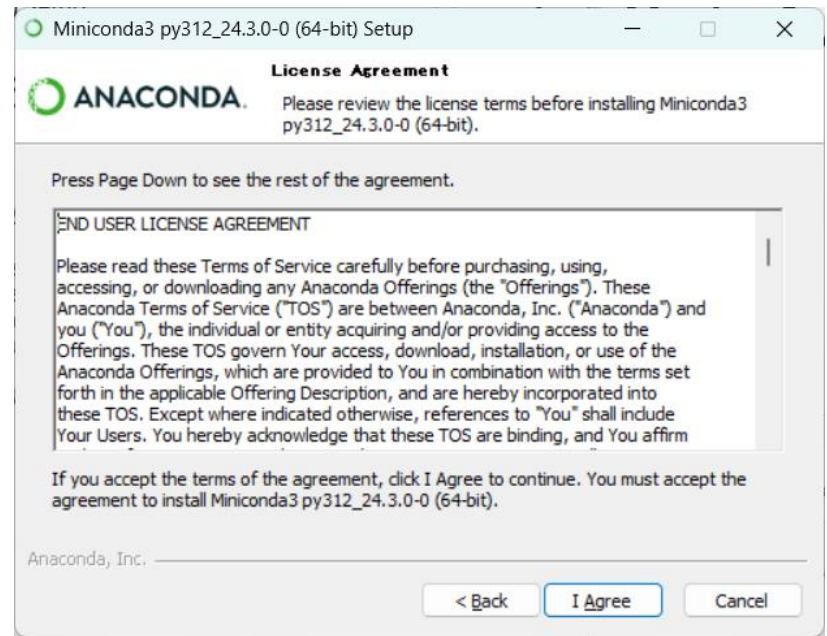 Miniconda3 py312_24.3.0-0 (64-bit) Setup
ANACONDA.
License Agreement
Please review the license terms before installing Miniconda3
py312_24.3.0-0 (64-bit).
Press Page Down to see the rest of the agreement.
END USER LICENSE AGREEMENT
Please read these Terms of Service carefully before purchasing, using,
accessing, or downloading any Anaconda Offerings (the "Offerings"). These
Anaconda Terms of Service ("TOS") are between Anaconda, Inc. ("Anaconda") and
you ("You"), the individual or entity acquiring and/or providing access to the
Offerings. These TOS govern Your access, download, installation, or use of the
Anaconda Offerings, which are provided to You in combination with the terms set
forth in the applicable Offering Description, and are hereby incorporated into
these TOS. Except where indicated otherwise, references to "You" shall include
Your Users. You hereby acknowledge that these TOS are binding, and You affirm
If you accept the terms of the agreement, click I Agree to continue. You must accept the
agreement to install Miniconda3 py312_24.3.0-0 (64-bit).
Anaconda, Inc.
< Back
I Agree
Cancel